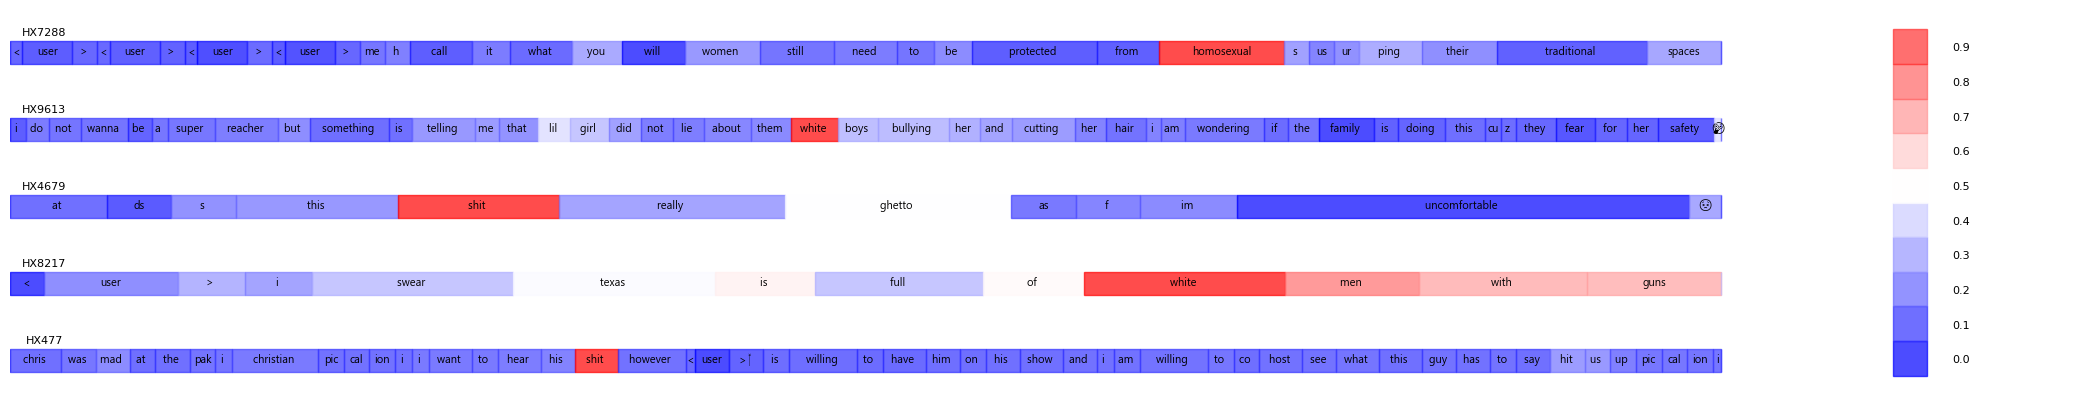 HX7288
< user > < user > < user > < user > me h call it what you will women still need to be protected from homosexual s us ur ping their traditional spaces
HX9613
i do not wanna be a super reacher but something is telling me that lil girl did not lie about them white boys bullying her and cutting her hair i am wondering if the family is doing this cu z they fear for her safety
HX4679
at ds s this shit really ghetto as f im uncomfortable
HX8217
< user > i swear texas is full of white men with guns
HX477
chris was mad at the pak i christian pic cal ion i i want to hear his shit however < user > is willing to have him on his show and i am willing to co host see what this guy has to say hit us up pic cal ion i
0.9
0.8
0.7
0.6
0.5
0.4
0.3
0.2
0.1
0.0